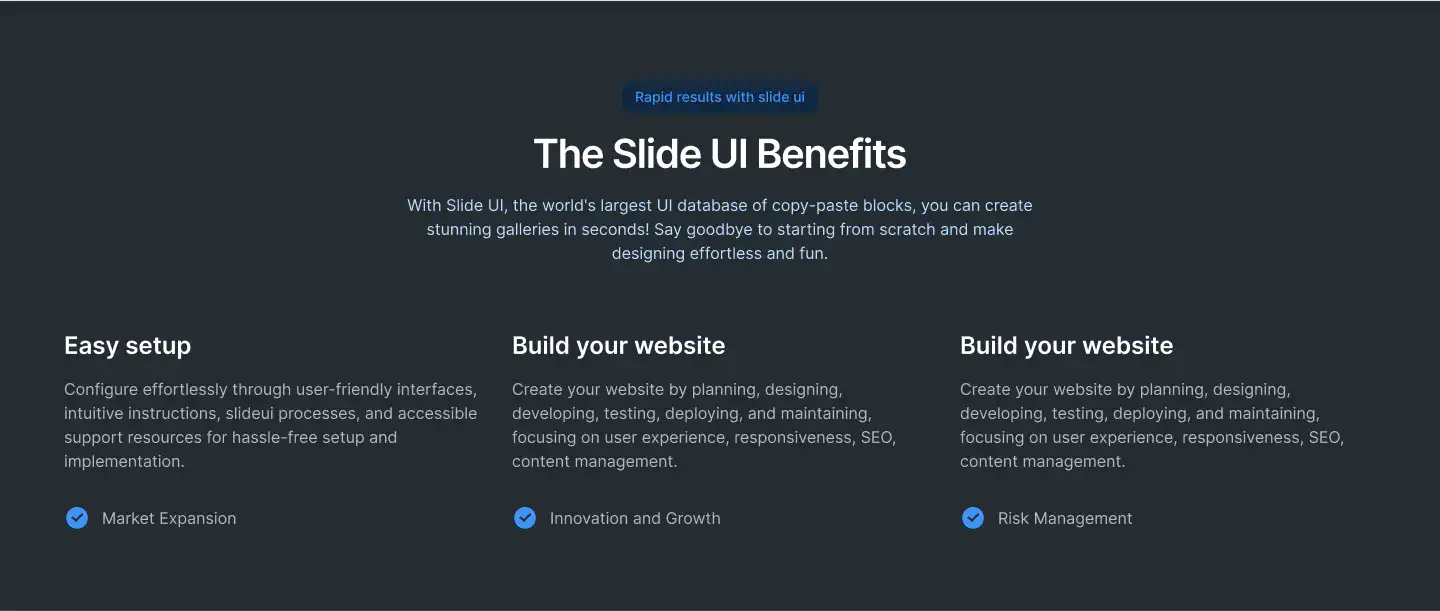 Rapid results with slide ui
The Slide UI Benefits
With Slide UI, the world's largest UI database of copy-paste blocks, you can create
stunning galleries in seconds! Say goodbye to starting from scratch and make
designing effortless and fun.
Easy setup
Configure effortlessly through user-friendly interfaces,
intuitive instructions, slideui processes, and accessible
support resources for hassle-free setup and
implementation.
Market Expansion
Build your website
Create your website by planning, designing,
developing, testing, deploying, and maintaining,
focusing on user experience, responsiveness, SEO,
content management.
Innovation and Growth
Build your website
Create your website by planning, designing,
developing, testing, deploying, and maintaining,
focusing on user experience, responsiveness, SEO,
content management.
Risk Management